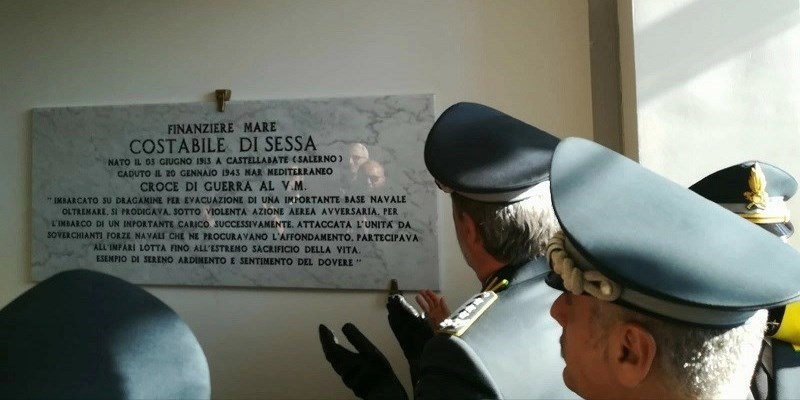 FINANZIERE MARE
COSTABILE DI SESSA
NATO IL 03 GIUGNO 1913 A CASTELLABATE (SALERNO)
CADUTO IL 20 GENNAIO 1943 MAR MEDITERRANEO
CROCE DI GUERRA AL V.M.
"IMBARCATO SU DRAGAMINE PER EVACUAZIONE DI UNA IMPORTANTE BASE NAVALE
OLTREMARE, SI PRODIGAVA, SOTTO VIOLENTA AZIONE AEREA AVVERSARIA, PER
L'IMBARCO DI UN IMPORTANTE CARICO SUCCESSIVAMENTE, ATTACCATA L'UNITA DA
SOVERCHIANTI FORZE NAVALI CHE NE PROCURAVANO L'AFFONDAMENTO, PARTECIPAVA
ALL'IMPARI LOTTA FINO ALL'ESTREMO SACRIFICIO DELLA VITA.
ESEMPIO DI SERENO ARDIMENTO E SENTIMENTO DEL DOVERE"